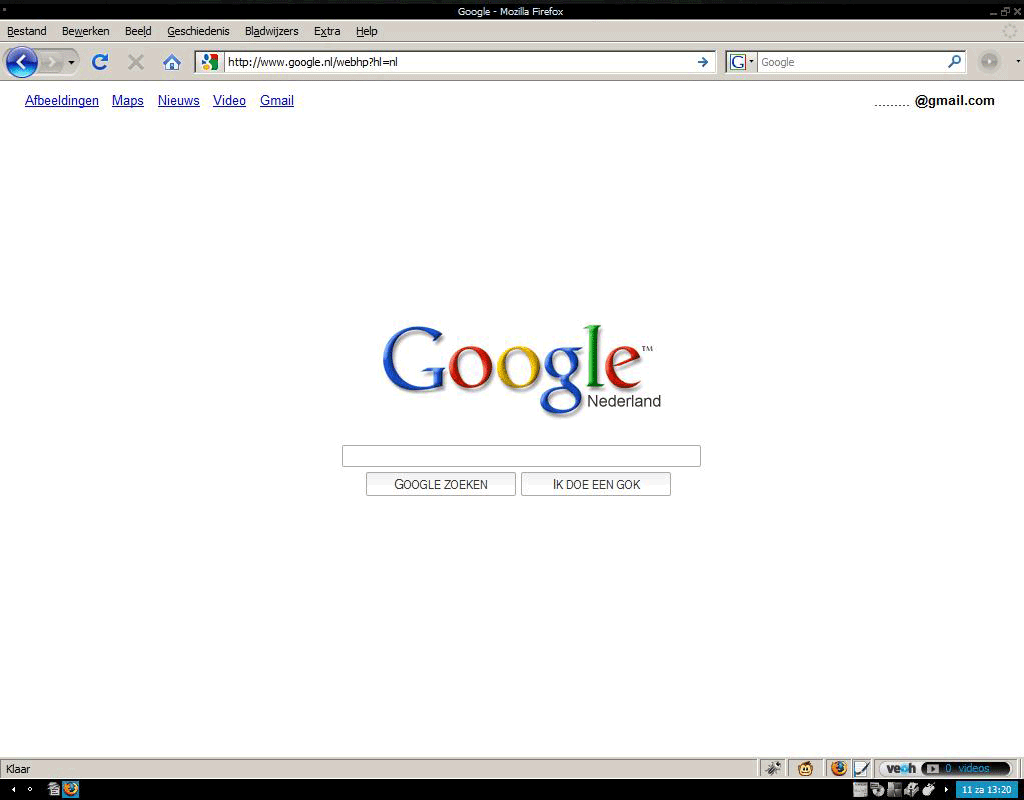 Google - Mozilla Firefox
Bestand Bewerken Beeld Geschiedenis Bladwijzers Extra Help
http://www.google.nl/webhp?hl=nl G Google
Afbeeldingen Maps Nieuws Video Gmail ......... @gmail.com
Google™
Nederland
GOOGLE ZOEKEN IK DOE EEN GOK
Klaar veoh 0 videos
11 za 13:20